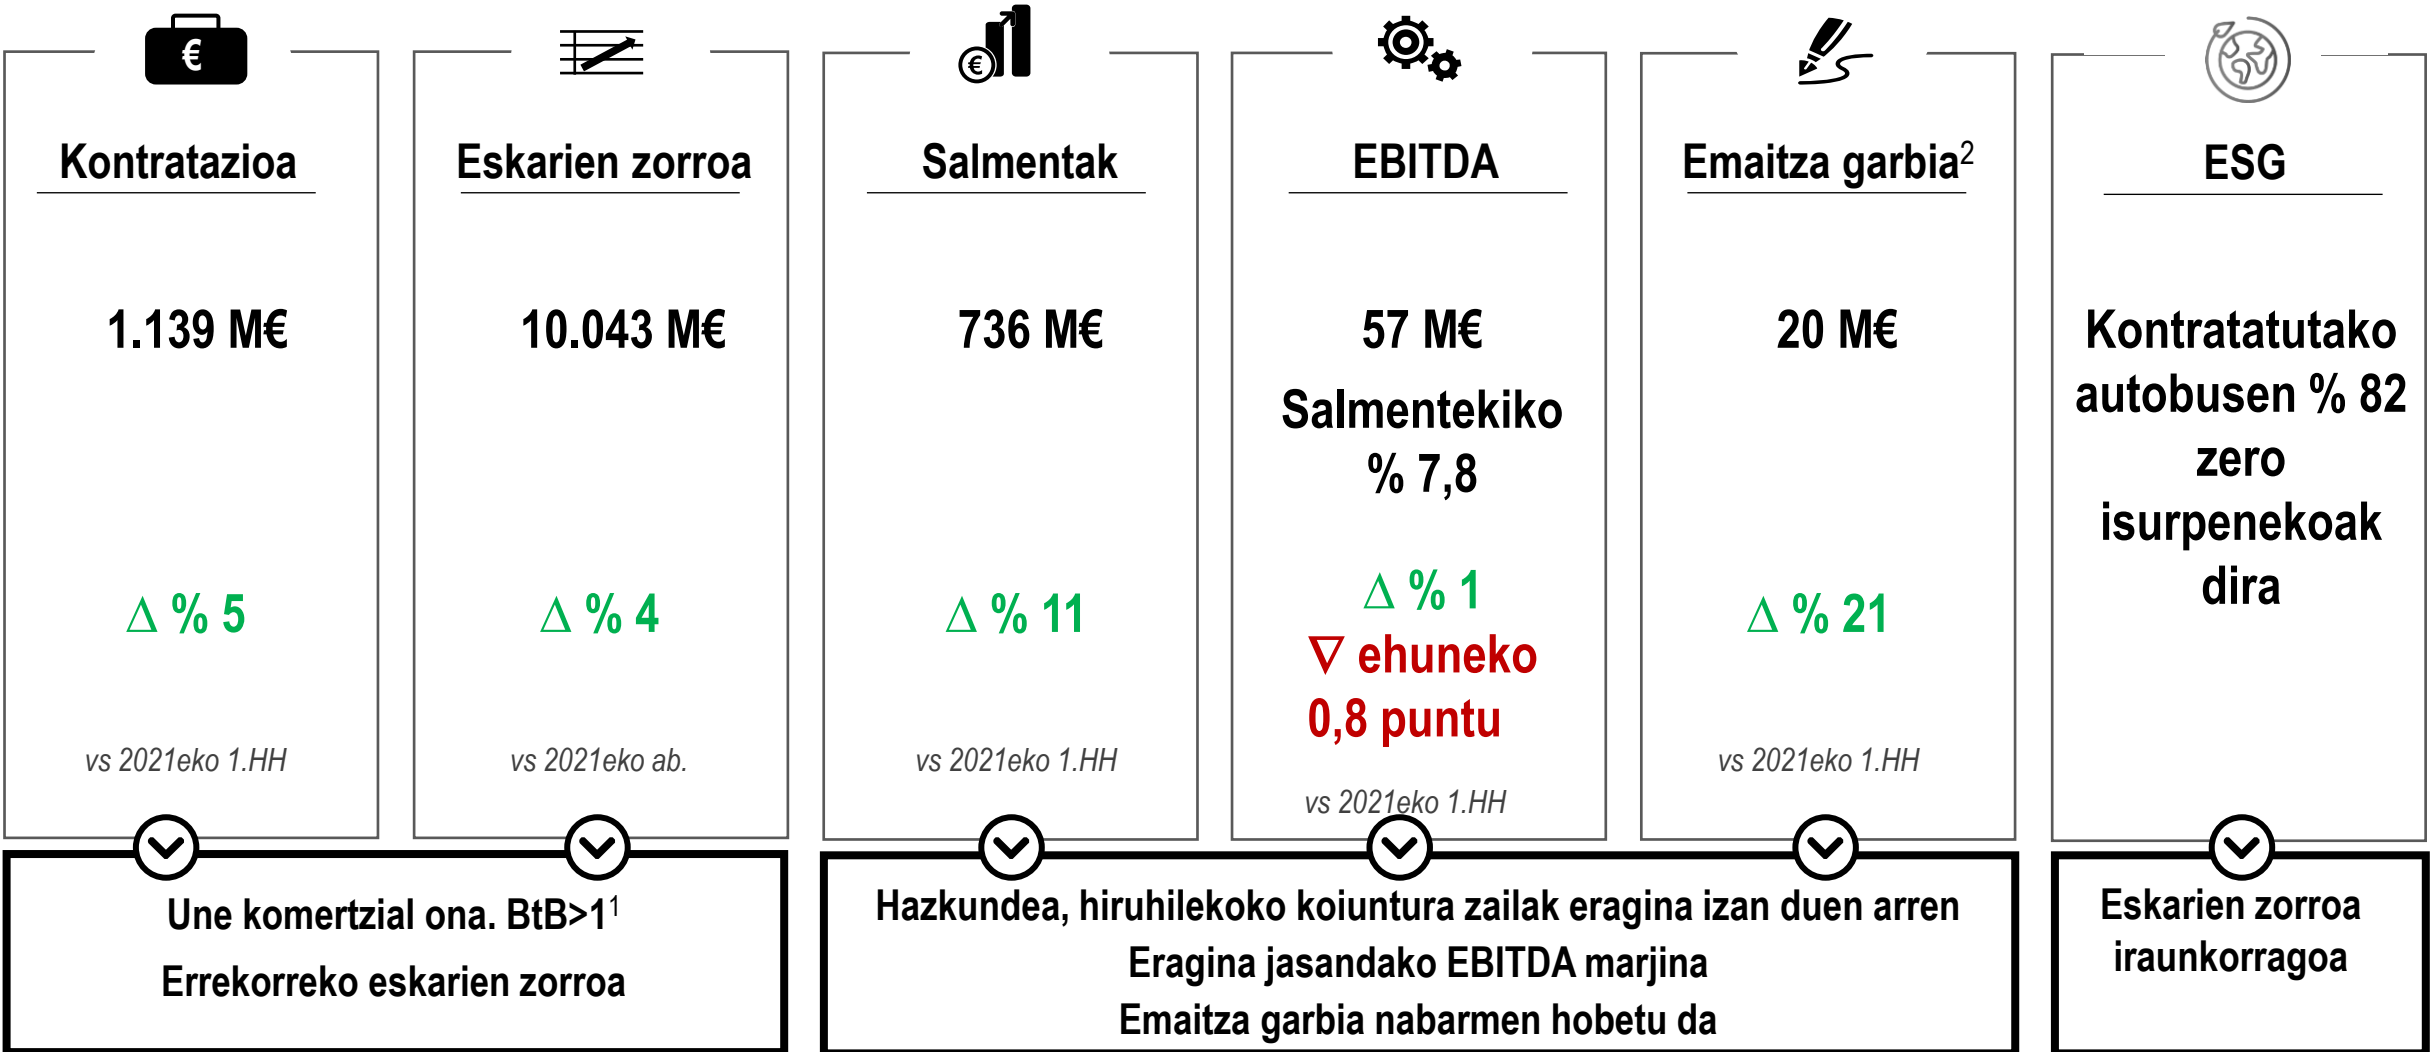 €
Kontratazioa
1.139 M€
Δ % 5
vs 2021eko 1.HH
Eskarien zorroa
10.043 M€
Δ % 4
vs 2021eko ab.
Une komertzial ona. BtB>1¹
Errekorreko eskarien zorroa
€
Salmentak
736 M€
Δ % 11
vs 2021eko 1.HH
EBITDA
57 M€
Salmentekiko
% 7,8
Δ % 1
∇ ehuneko
0,8 puntu
vs 2021eko 1.HH
Emaitza garbia²
20 M€
Δ % 21
vs 2021eko 1.HH
Hazkundea, hiruhilekoko koiuntura zailak eragina izan duen arren
Eragina jasandako EBITDA marjina
Emaitza garbia nabarmen hobetu da
ESG
Kontratatutako
autobusen % 82
zero
isurpenekoak
dira
Eskarien zorroa
iraunkorragoa